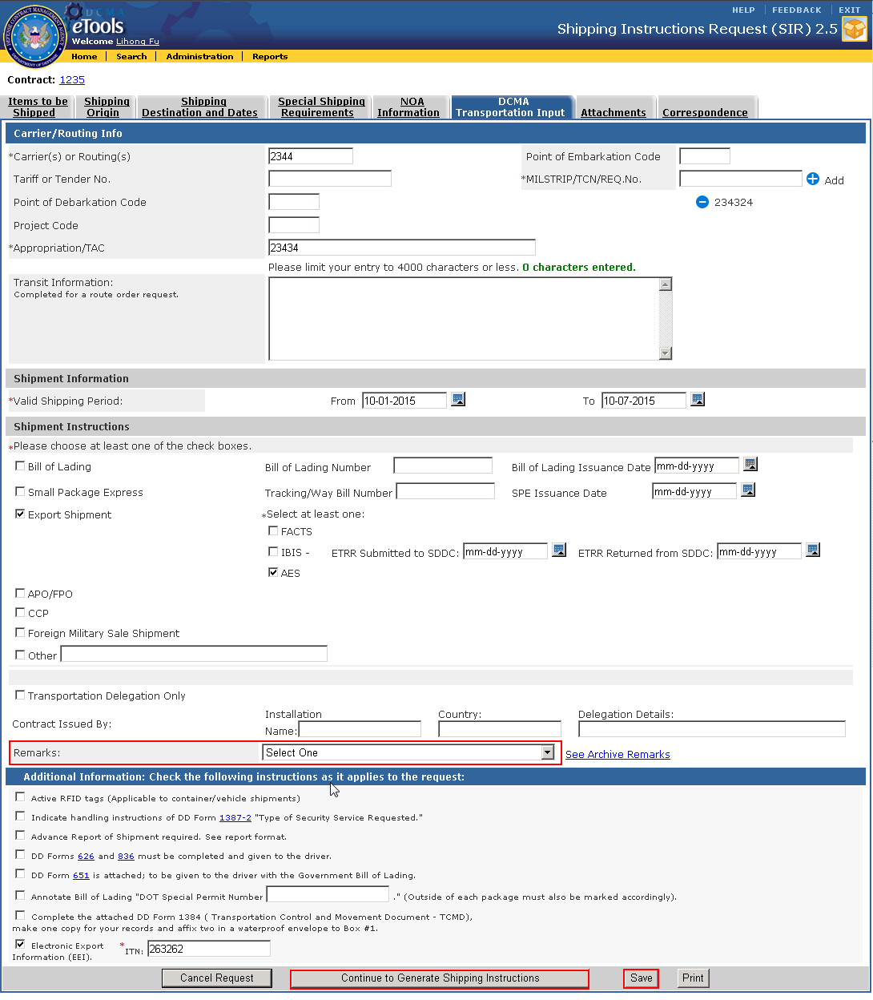 HELP FEEDBACK EXIT
DCMA
eTools
Shipping Instructions Request (SIR) 2.5
Welcome Lihong Fu
DEFENSE CONTRACT MANAGEMENT AGENCY
DEPARTMENT OF DEFENSE
Home Search Administration Reports
Contract: 1235
Items to be Shipped
Shipping Origin
Shipping Destination and Dates
Special Shipping Requirements
NOA Information
DCMA Transportation Input
Attachments
Correspondence
Carrier/Routing Info
*Carrier(s) or Routing(s) 2344 Point of Embarkation Code
Tariff or Tender No. *MILSTRIP/TCN/REQ.No. Add
Point of Debarkation Code 234324
Project Code
*Appropriation/TAC 23434
Please limit your entry to 4000 characters or less. 0 characters entered.
Transit Information:
Completed for a route order request.
Shipment Information
*Valid Shipping Period: From 10-01-2015 To 10-07-2015
Shipment Instructions
*Please choose at least one of the check boxes.
Bill of Lading Bill of Lading Number Bill of Lading Issuance Date mm-dd-yyyy
Small Package Express Tracking/Way Bill Number SPE Issuance Date mm-dd-yyyy
Export Shipment *Select at least one:
FACTS
IBIS - ETRR Submitted to SDDC: mm-dd-yyyy ETRR Returned from SDDC: mm-dd-yyyy
AES
APO/FPO
CCP
Foreign Military Sale Shipment
Other
Transportation Delegation Only
Contract Issued By: Installation Name: Country: Delegation Details:
Remarks: Select One See Archive Remarks
Additional Information: Check the following instructions as it applies to the request:
Active RFID tags (Applicable to container/vehicle shipments)
Indicate handling instructions of DD Form 1387-2 "Type of Security Service Requested."
Advance Report of Shipment required. See report format.
DD Forms 626 and 836 must be completed and given to the driver.
DD Form 651 is attached; to be given to the driver with the Government Bill of Lading.
Annotate Bill of Lading "DOT Special Permit Number ." (Outside of each package must also be marked accordingly).
Complete the attached DD Form 1384 ( Transportation Control and Movement Document - TCMD),
make one copy for your records and affix two in a waterproof envelope to Box #1.
Electronic Export
Information (EEI). *ITN: 263262
Cancel Request Continue to Generate Shipping Instructions Save Print